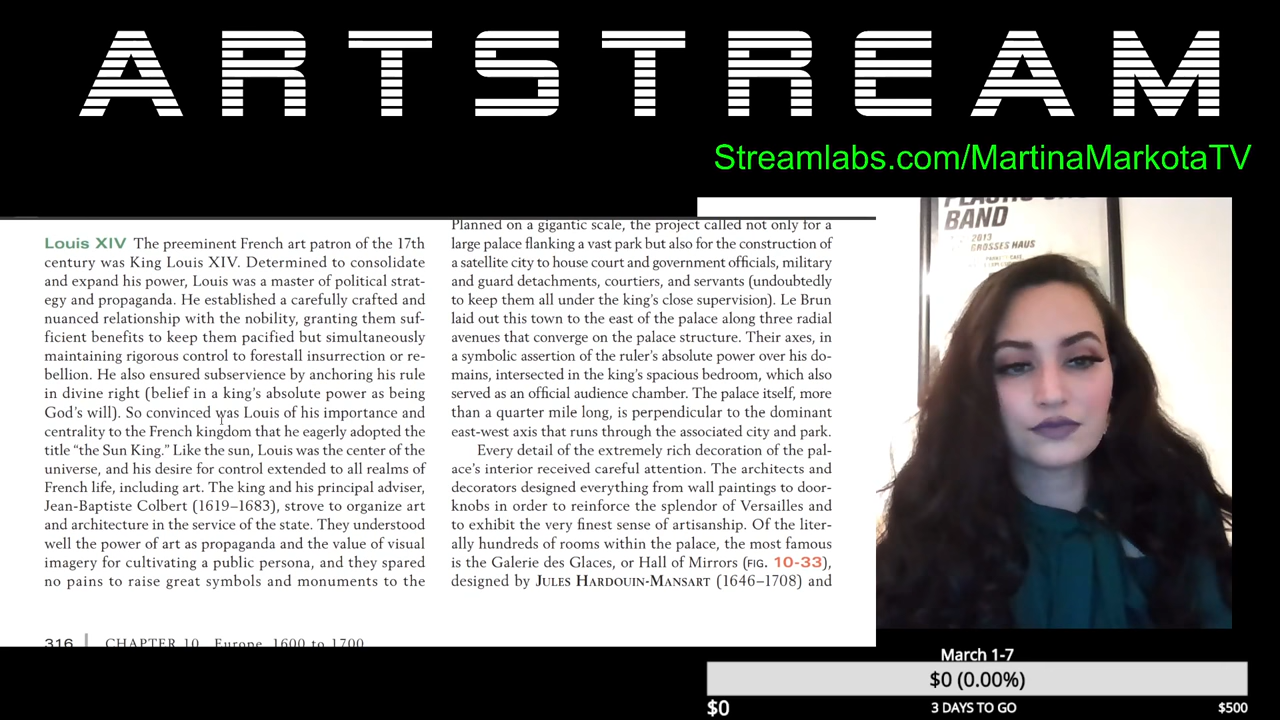 ARTSTREAM
Streamlabs.com/MartinaMarkotaTV
Louis XIV The preeminent French art patron of the 17th
century was King Louis XIV. Determined to consolidate
and expand his power, Louis was a master of political strat-
egy and propaganda. He established a carefully crafted and
nuanced relationship with the nobility, granting them suf-
ficient benefits to keep them pacified but simultaneously
maintaining rigorous control to forestall insurrection or re-
bellion. He also ensured subservience by anchoring his rule
in divine right (belief in a king's absolute power as being
God's will). So convinced was Louis of his importance and
centrality to the French kingdom that he eagerly adopted the
title “the Sun King.” Like the sun, Louis was the center of the
universe, and his desire for control extended to all realms of
French life, including art. The king and his principal adviser,
Jean-Baptiste Colbert (1619–1683), strove to organize art
and architecture in the service of the state. They understood
well the power of art as propaganda and the value of visual
imagery for cultivating a public persona, and they spared
no pains to raise great symbols and monuments to the
316 CHAPTER 10 Europe, 1600 to 1700
Planned on a gigantic scale, the project called not only for a
large palace flanking a vast park but also for the construction of
a satellite city to house court and government officials, military
and guard detachments, courtiers, and servants (undoubtedly
to keep them all under the king's close supervision). Le Brun
laid out this town to the east of the palace along three radial
avenues that converge on the palace structure. Their axes, in
a symbolic assertion of the ruler's absolute power over his do-
mains, intersected in the king's spacious bedroom, which also
served as an official audience chamber. The palace itself, more
than a quarter mile long, is perpendicular to the dominant
east-west axis that runs through the associated city and park.
Every detail of the extremely rich decoration of the pal-
ace's interior received careful attention. The architects and
decorators designed everything from wall paintings to door-
knobs in order to reinforce the splendor of Versailles and
to exhibit the very finest sense of artisanship. Of the liter-
ally hundreds of rooms within the palace, the most famous
is the Galerie des Glaces, or Hall of Mirrors (FIG. 10-33),
designed by JULES HARDOUIN-MANSART (1646–1708) and
BAND
2013
GROSSES HAUS
March 1-7
$0 (0.00%)
$0 3 DAYS TO GO $500